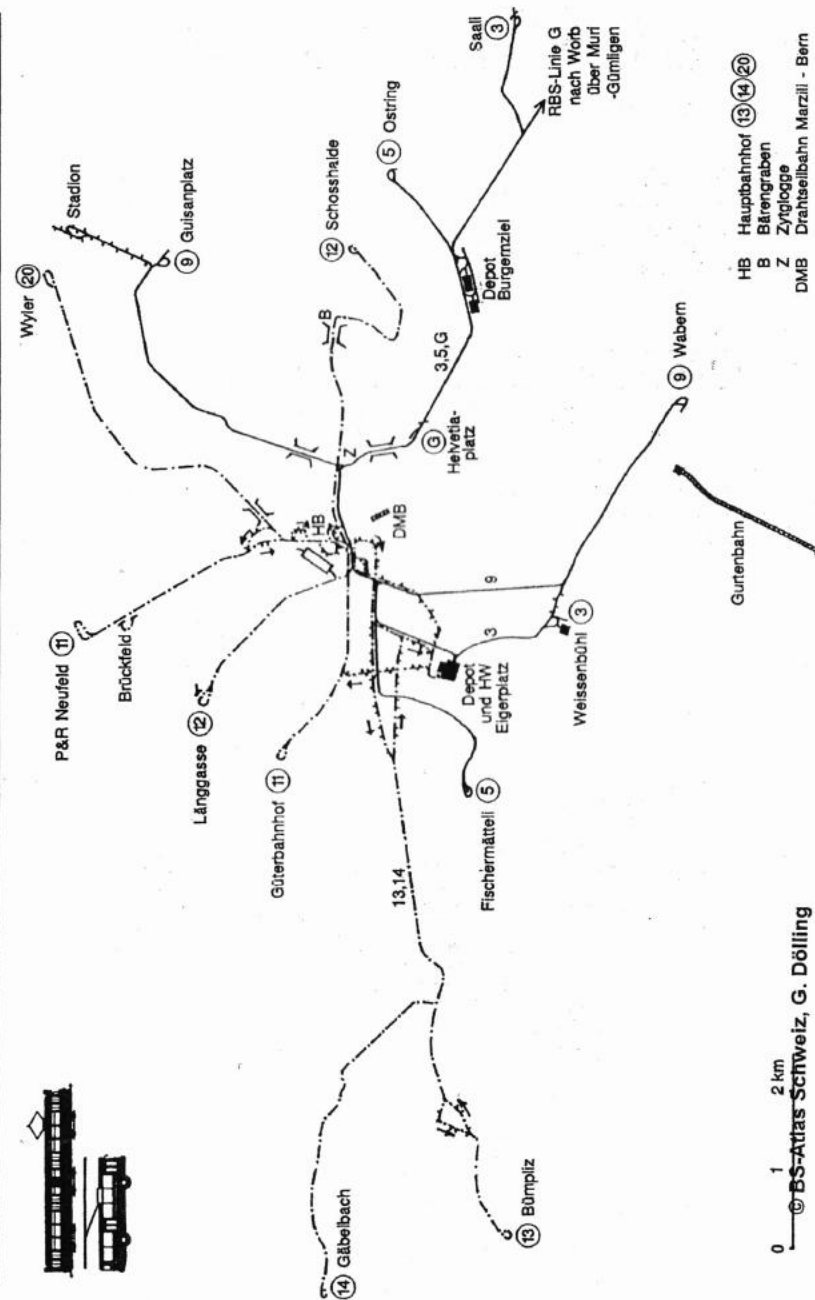 Wyler 20
Stadion
9 Guisanplatz
P&R Neufeld 11
Brückfeld
Länggasse 12
Güterbahnhof 11
HB
DMB
Z
B
12 Schosshalde
5 Ostring
Saali 3
RBS-Linie G
nach Worb
über Muri
-Gümligen
Depot
Burgernziel
3,5,G
G
Helvetia-
platz
9
3
Depot
und HW
Eigerplatz
Weissenbühl 3
9 Wabern
Gurtenbahn
Fischermätteli 5
13,14
14 Gäbelbach
13 Bümpliz
HB Hauptbahnhof 13 14 20
B Bärengraben
Z Zytglogge
DMB Drahtseilbahn Marzili - Bern
0 1 2 km
© BS-Atlas Schweiz, G. Dölling